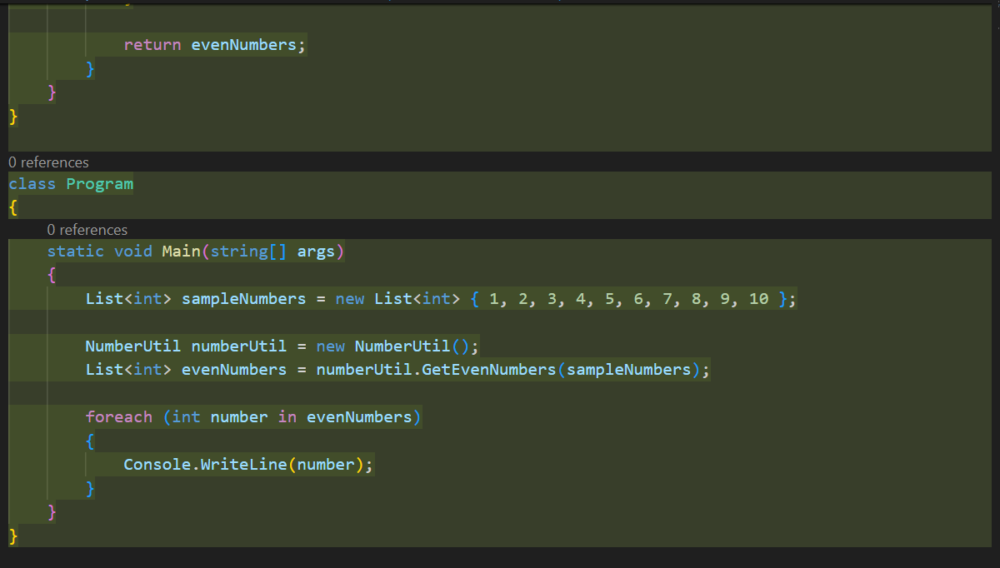 return evenNumbers;
}
}
}
0 references
class Program
{
0 references
static void Main(string[] args)
{
List<int> sampleNumbers = new List<int> { 1, 2, 3, 4, 5, 6, 7, 8, 9, 10 };
NumberUtil numberUtil = new NumberUtil();
List<int> evenNumbers = numberUtil.GetEvenNumbers(sampleNumbers);
foreach (int number in evenNumbers)
{
Console.WriteLine(number);
}
}
}